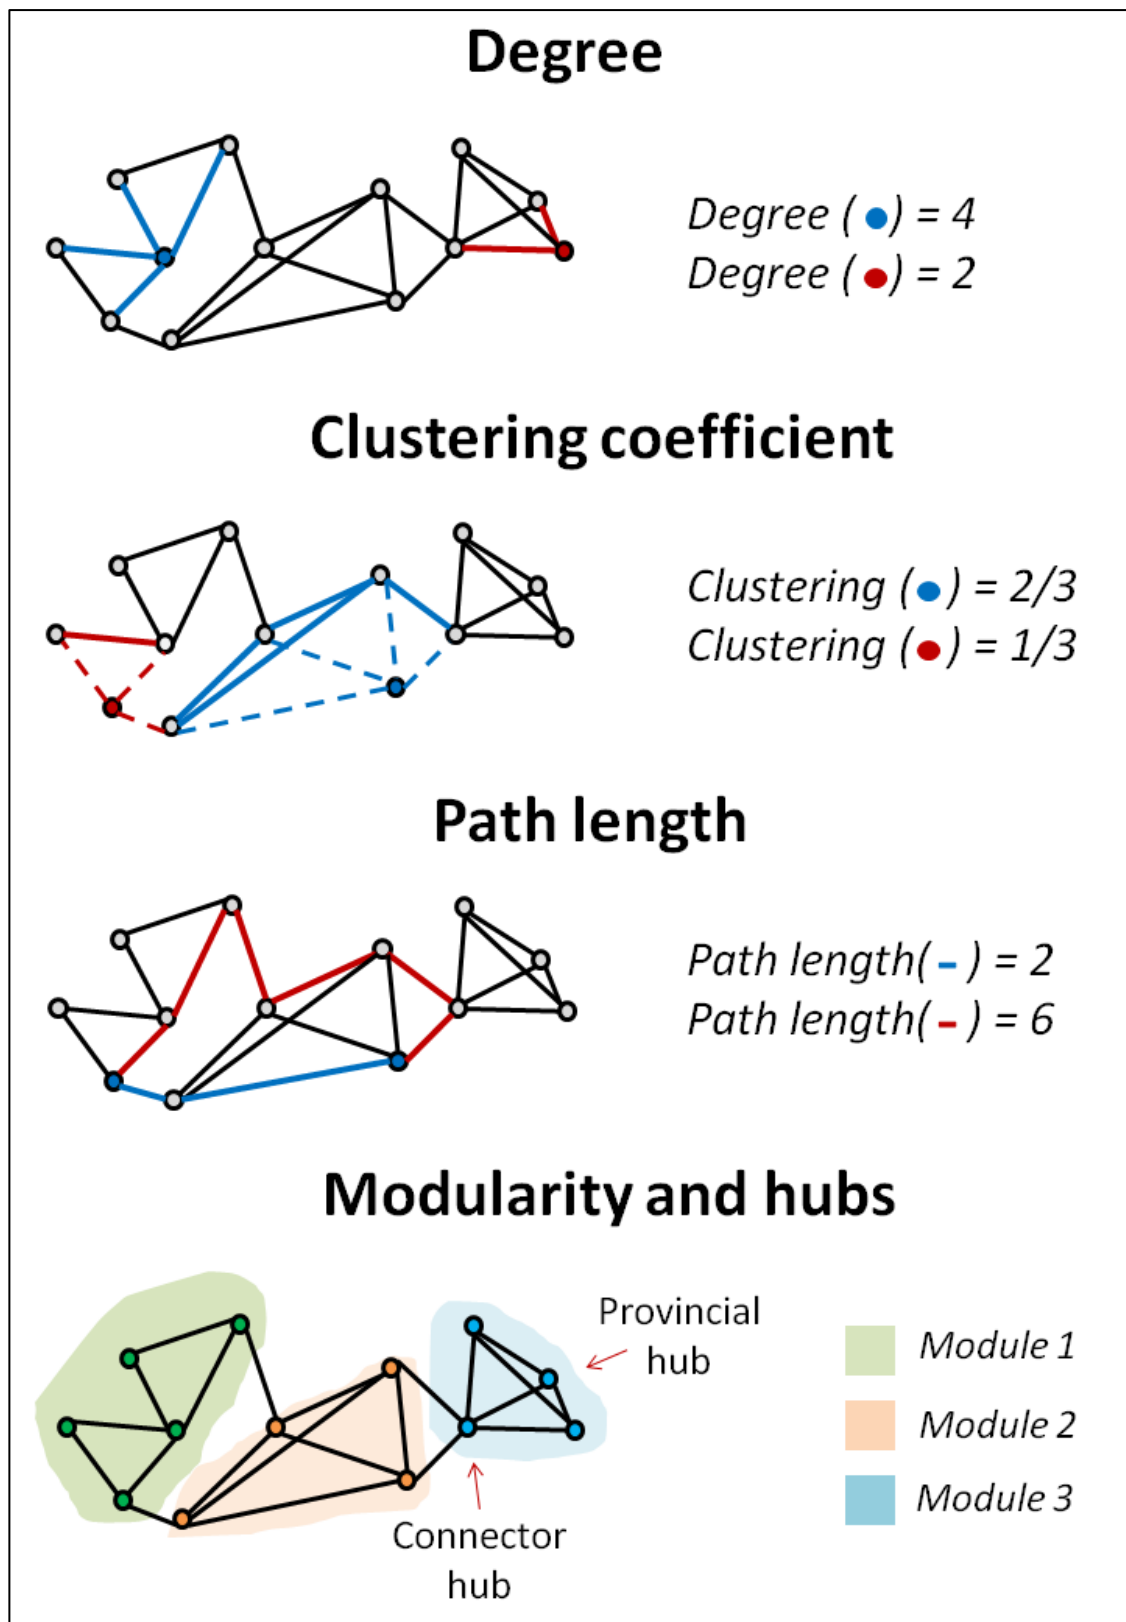 Degree
Degree (●) = 4
Degree (●) = 2
Clustering coefficient
Clustering (●) = 2/3
Clustering (●) = 1/3
Path length
Path length(-) = 2
Path length(-) = 6
Modularity and hubs
Provincial
hub
Connector
hub
Module 1
Module 2
Module 3